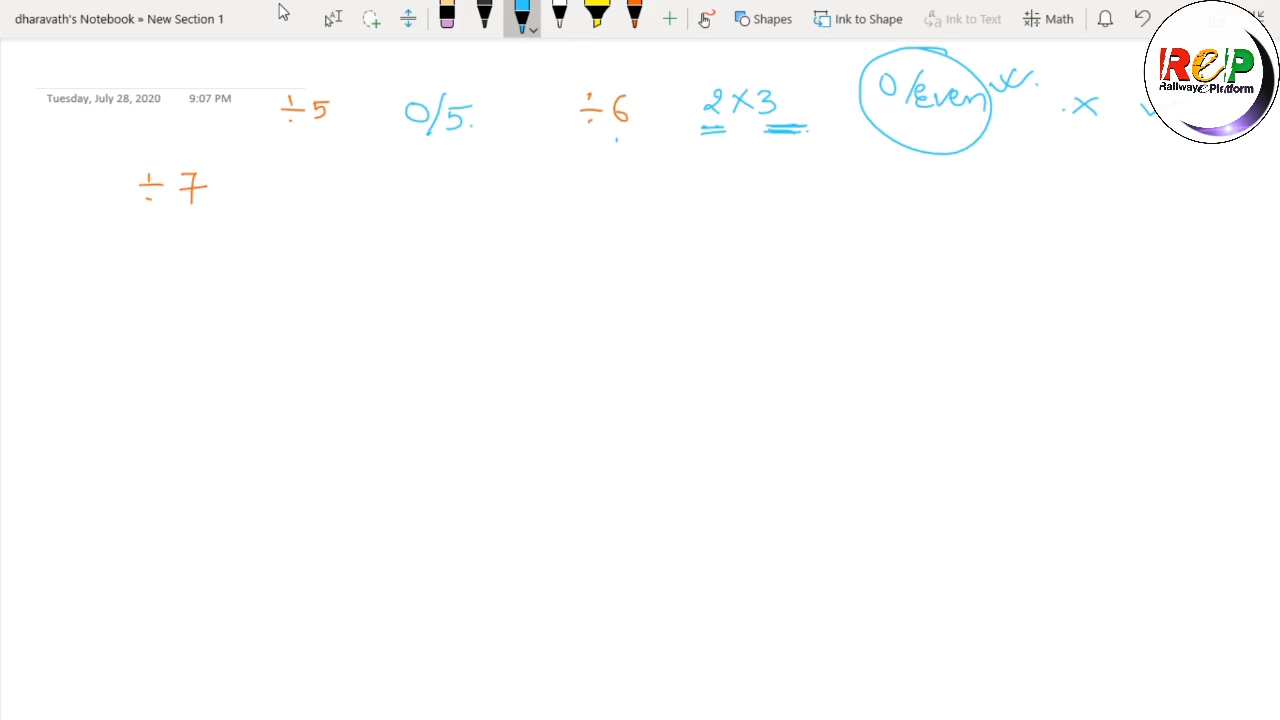 dharavath's Notebook » New Section 1
Shapes
Ink to Shape
Ink to Text
Math
Tuesday, July 28, 2020 9:07 PM
÷ 5 0/5. ÷ 6 2 × 3 0/even
÷ 7
REP
Railway Platform